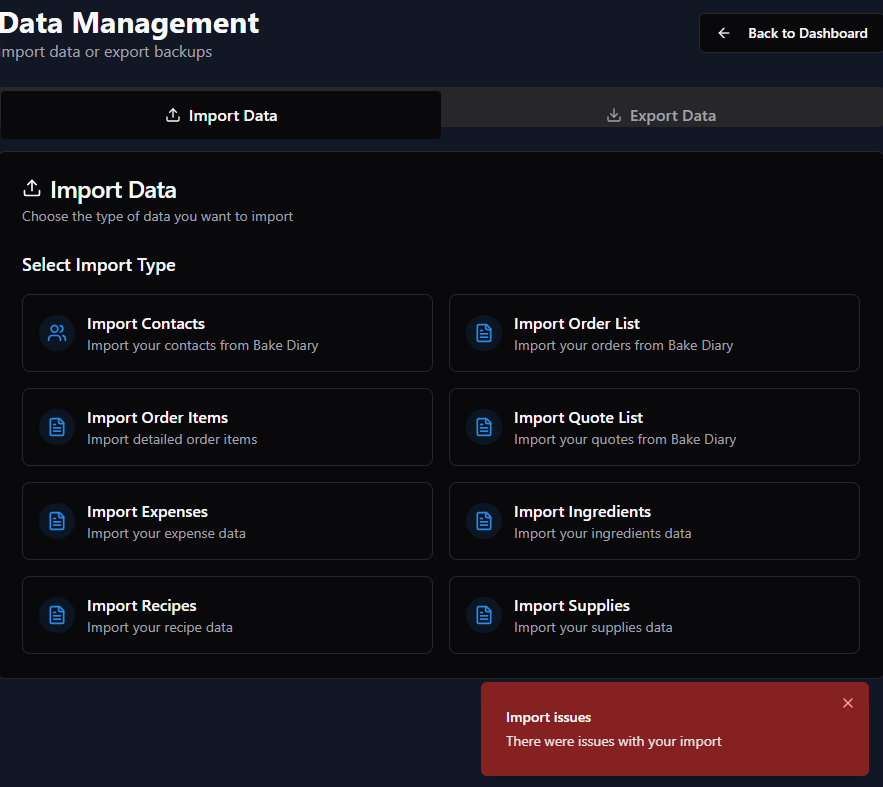 Data Management
Import data or export backups
Back to Dashboard
Import Data
Export Data
Import Data
Choose the type of data you want to import
Select Import Type
Import Contacts
Import your contacts from Bake Diary
Import Order List
Import your orders from Bake Diary
Import Order Items
Import detailed order items
Import Quote List
Import your quotes from Bake Diary
Import Expenses
Import your expense data
Import Ingredients
Import your ingredients data
Import Recipes
Import your recipe data
Import Supplies
Import your supplies data
Import issues
There were issues with your import